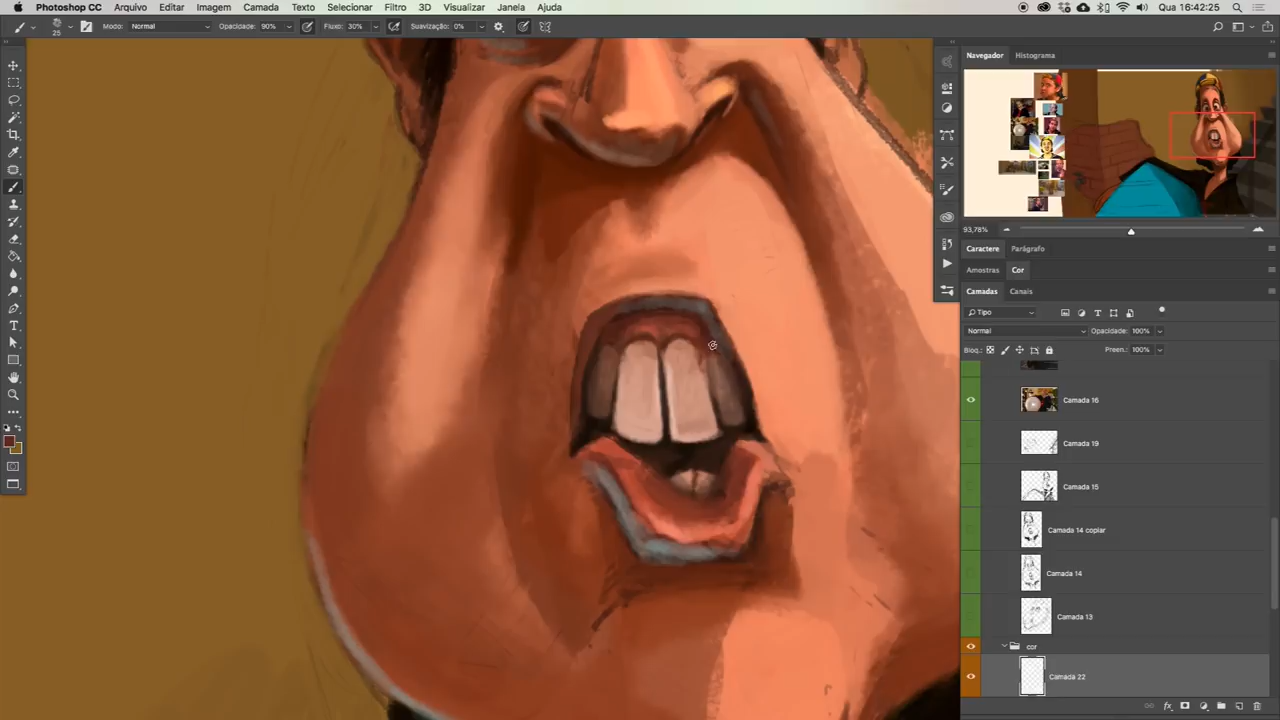 Photoshop CC Arquivo Editar Imagem Camada Texto Selecionar Filtro 3D Visualizar Janela Ajuda Qua 16:42:25
25 Modo: Normal Opacidade: 90% Fluxo: 30% Suavização: 0%
Navegador Histograma
93,78%
Caractere Parágrafo
Amostras Cor
Camadas Canais
Tipo
Normal Opacidade: 100%
Bloq.: Preen.: 100%
Camada 16
Camada 19
Camada 15
Camada 14 copiar
Camada 14
Camada 13
cor
Camada 22
fx